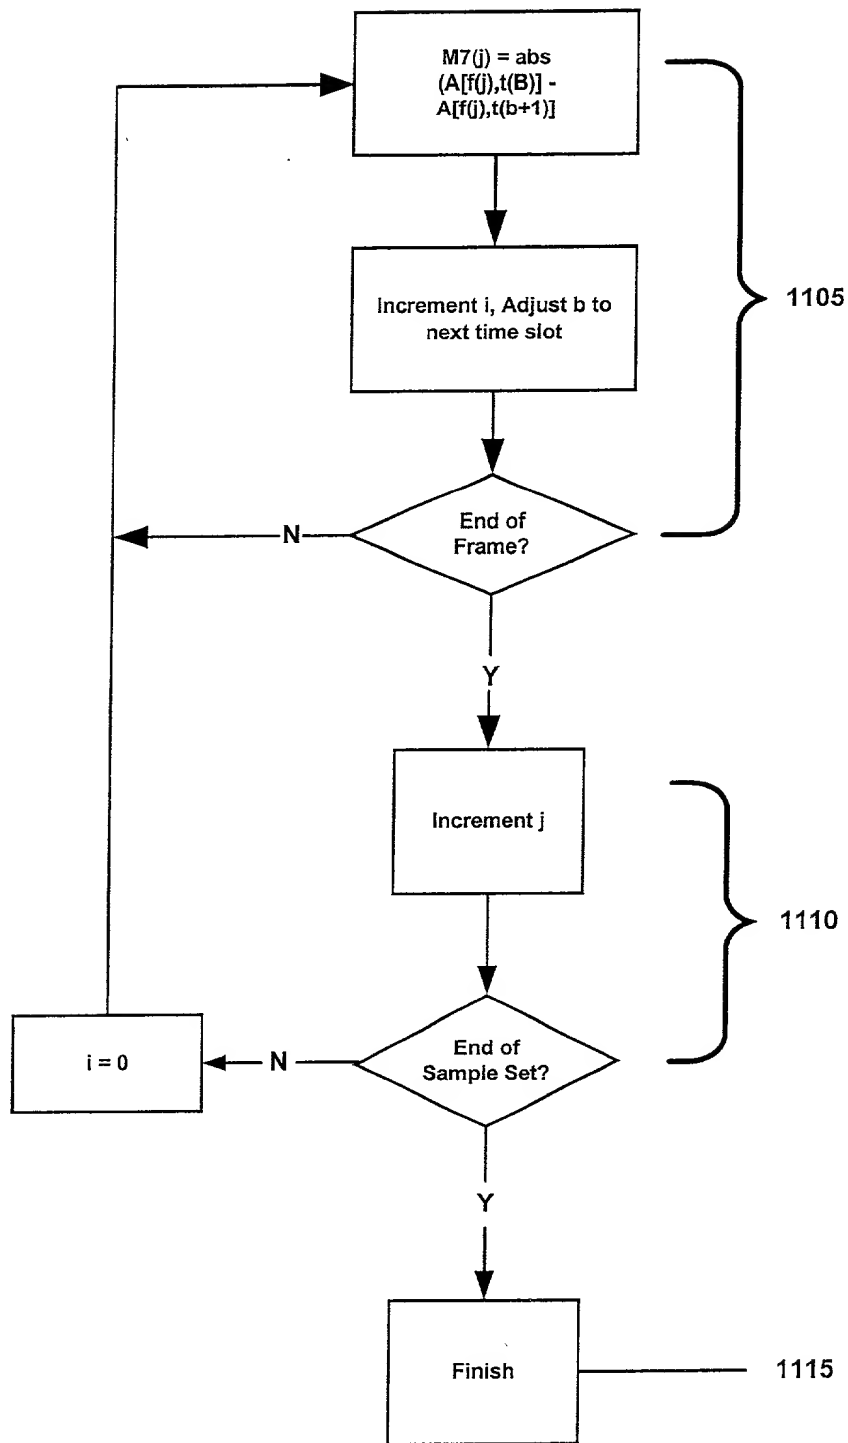 M7(j) = abs
(A[f(j),t(B)] -
A[f(j),t(b+1)]
1105
Increment i, Adjust b to
next time slot
End of
Frame?
N
Y
Increment j
1110
End of
Sample Set?
N
i = 0
Y
Finish
1115